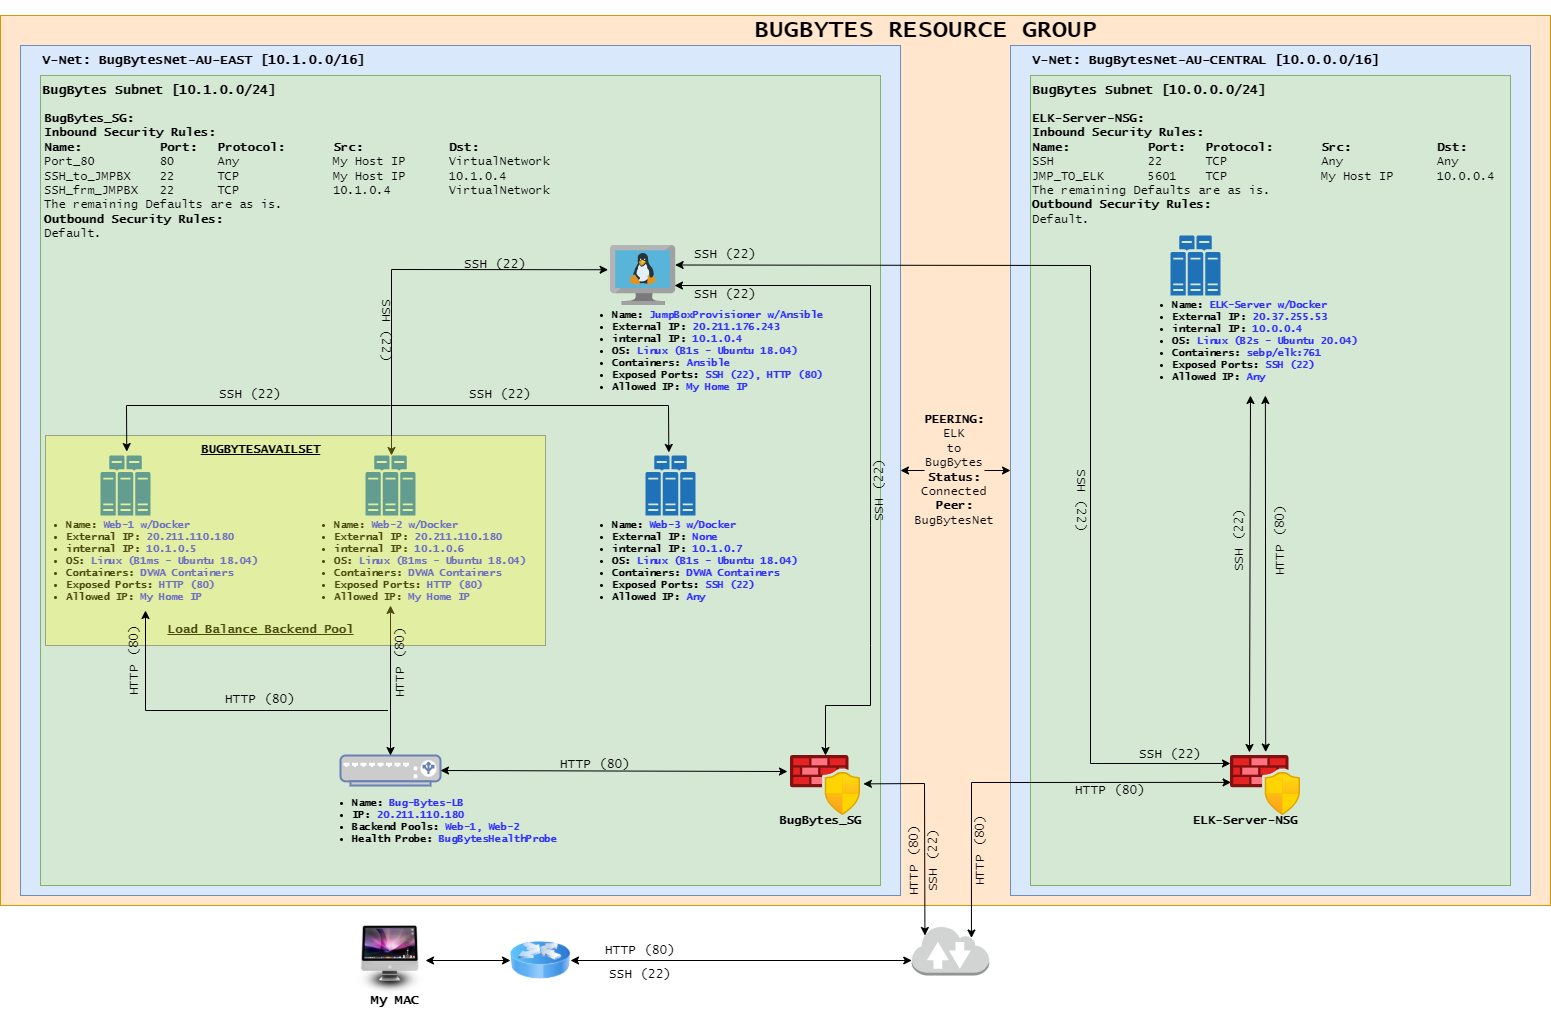 BUGBYTES RESOURCE GROUP
V-Net: BugBytesNet-AU-EAST [10.1.0.0/16]
BugBytes Subnet [10.1.0.0/24]
BugBytes_SG:
Inbound Security Rules:
Name: Port: Protocol: Src: Dst:
Port_80 80 Any My Host IP VirtualNetwork
SSH_to_JMPBX 22 TCP My Host IP 10.1.0.4
SSH_frm_JMPBX 22 TCP 10.1.0.4 VirtualNetwork
The remaining Defaults are as is.
Outbound Security Rules:
Default.
V-Net: BugBytesNet-AU-CENTRAL [10.0.0.0/16]
BugBytes Subnet [10.0.0.0/24]
ELK-Server-NSG:
Inbound Security Rules:
Name: Port: Protocol: Src: Dst:
SSH 22 TCP Any Any
JMP_TO_ELK 5601 TCP My Host IP 10.0.0.4
The remaining Defaults are as is.
Outbound Security Rules:
Default.
SSH (22)
SSH (22)
SSH (22)
SSH (22)
• Name: JumpBoxProvisioner w/Ansible
• External IP: 20.211.176.243
• internal IP: 10.1.0.4
• OS: Linux (B1s - Ubuntu 18.04)
• Containers: Ansible
• Exposed Ports: SSH (22), HTTP (80)
• Allowed IP: My Home IP
• Name: ELK-Server w/Docker
• External IP: 20.37.255.53
• internal IP: 10.0.0.4
• OS: Linux (B2s - Ubuntu 20.04)
• Containers: sebp/elk:761
• Exposed Ports: SSH (22)
• Allowed IP: Any
SSH (22)
SSH (22)
BUGBYTESAVAILSET
• Name: Web-1 w/Docker
• External IP: 20.211.110.180
• internal IP: 10.1.0.5
• OS: Linux (B1ms - Ubuntu 18.04)
• Containers: DVWA Containers
• Exposed Ports: HTTP (80)
• Allowed IP: My Home IP
• Name: Web-2 w/Docker
• External IP: 20.211.110.180
• internal IP: 10.1.0.6
• OS: Linux (B1ms - Ubuntu 18.04)
• Containers: DVWA Containers
• Exposed Ports: HTTP (80)
• Allowed IP: My Home IP
Load Balance Backend Pool
• Name: Web-3 w/Docker
• External IP: None
• internal IP: 10.1.0.7
• OS: Linux (B1s - Ubuntu 18.04)
• Containers: DVWA Containers
• Exposed Ports: SSH (22)
• Allowed IP: Any
SSH (22)
PEERING:
ELK
to
BugBytes
Status:
Connected
Peer:
BugBytesNet
SSH (22)
SSH (22)
HTTP (80)
HTTP (80)
HTTP (80)
HTTP (80)
HTTP (80)
• Name: Bug-Bytes-LB
• IP: 20.211.110.180
• Backend Pools: Web-1, Web-2
• Health Probe: BugBytesHealthProbe
BugBytes_SG
SSH (22)
HTTP (80)
ELK-Server-NSG
HTTP (80)
SSH (22)
HTTP (80)
HTTP (80)
SSH (22)
My MAC